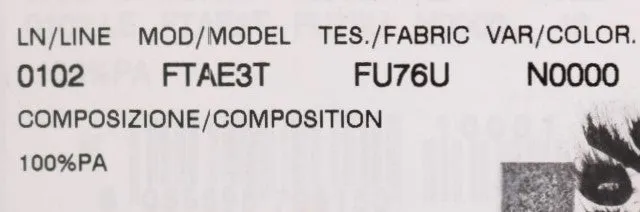 LN/LINE MOD/MODEL TES./FABRIC VAR/COLOR.
0102 FTAE3T FU76U N0000
COMPOSIZIONE/COMPOSITION
100%PA